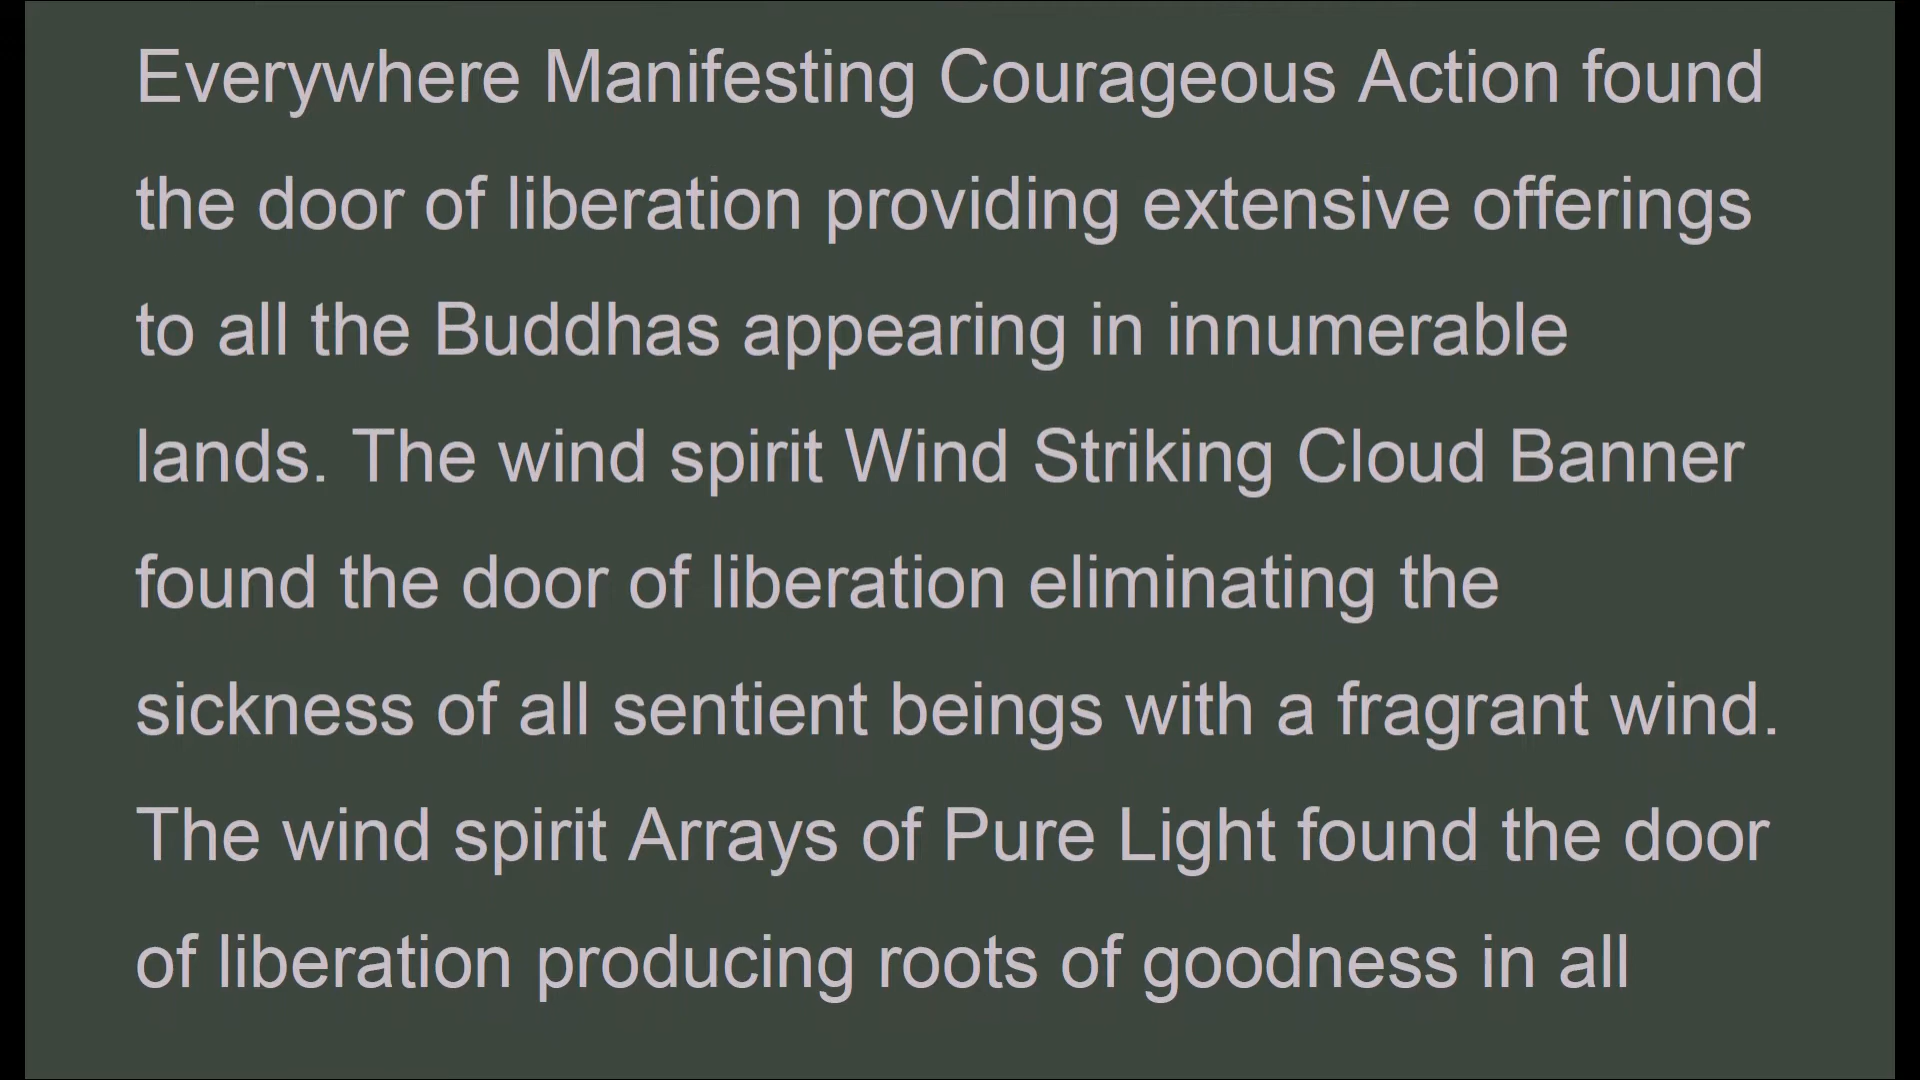 Everywhere Manifesting Courageous Action found
the door of liberation providing extensive offerings
to all the Buddhas appearing in innumerable
lands. The wind spirit Wind Striking Cloud Banner
found the door of liberation eliminating the
sickness of all sentient beings with a fragrant wind.
The wind spirit Arrays of Pure Light found the door
of liberation producing roots of goodness in all